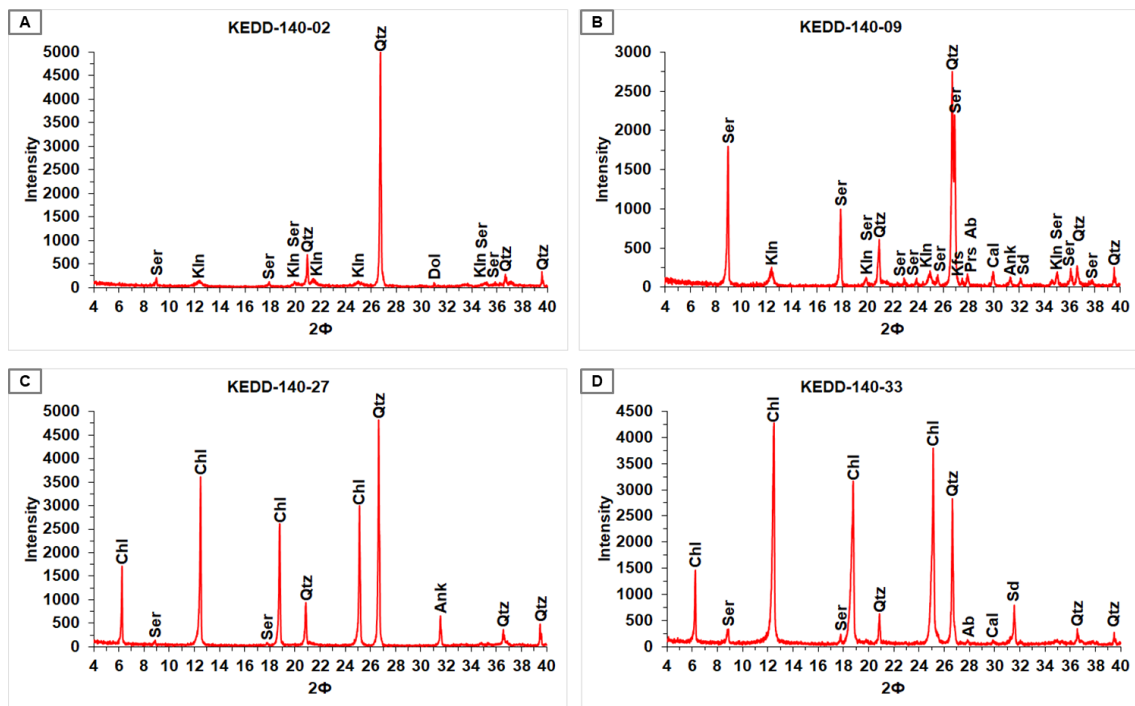 A
KEDD-140-02
Intensity
5000
4500
4000
3500
3000
2500
2000
1500
1000
500
0
Ser
Kln
Ser
Kln Ser
Qtz
Kln
Kln
Qtz
Dol
Kln Ser
Ser
Qtz
Qtz
4 6 8 10 12 14 16 18 20 22 24 26 28 30 32 34 36 38 40
2Φ
B
KEDD-140-09
Intensity
3000
2500
2000
1500
1000
500
0
Ser
Kln
Ser
Kln Ser
Qtz
Ser
Ser
Kln
Ser
Qtz
Ser
Kfs
Prs Ab
Cal
Ank
Sd
Kln Ser
Ser
Qtz
Ser
Qtz
4 6 8 10 12 14 16 18 20 22 24 26 28 30 32 34 36 38 40
2Φ
C
KEDD-140-27
Intensity
5000
4500
4000
3500
3000
2500
2000
1500
1000
500
0
Chl
Ser
Chl
Ser
Chl
Qtz
Chl
Qtz
Ank
Qtz
Qtz
4 6 8 10 12 14 16 18 20 22 24 26 28 30 32 34 36 38 40
2Φ
D
KEDD-140-33
Intensity
4500
4000
3500
3000
2500
2000
1500
1000
500
0
Chl
Ser
Chl
Ser
Chl
Qtz
Chl
Qtz
Ab
Cal
Sd
Qtz
Qtz
4 6 8 10 12 14 16 18 20 22 24 26 28 30 32 34 36 38 40
2Φ